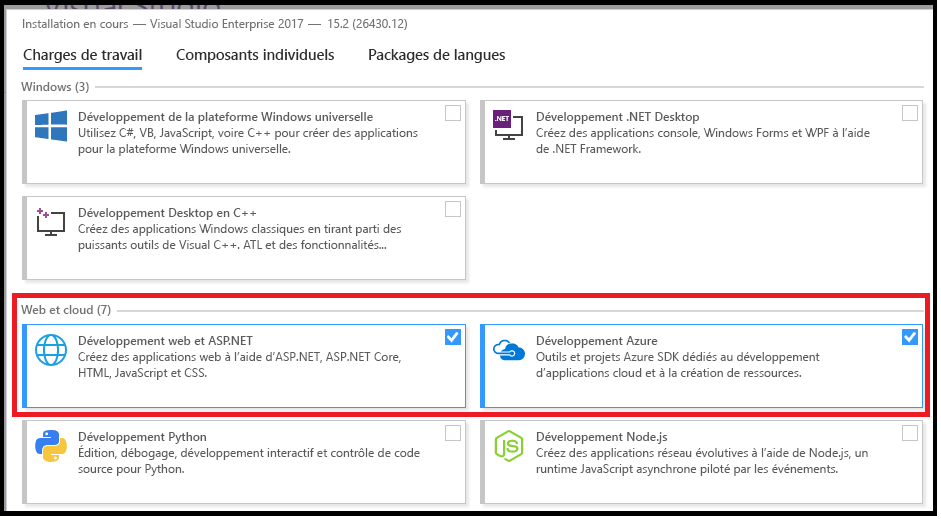 Installation en cours — Visual Studio Enterprise 2017 — 15.2 (26430.12)
Charges de travail Composants individuels Packages de langues
Windows (3)
Développement de la plateforme Windows universelle
Utilisez C#, VB, JavaScript, voire C++ pour créer des applications
pour la plateforme Windows universelle.
.NET
Développement .NET Desktop
Créez des applications console, Windows Forms et WPF à l'aide
de .NET Framework.
Développement Desktop en C++
Créez des applications Windows classiques en tirant parti des
puissants outils de Visual C++. ATL et des fonctionnalités...
Web et cloud (7)
Développement web et ASP.NET
Créez des applications web à l'aide d'ASP.NET, ASP.NET Core,
HTML, JavaScript et CSS.
Développement Azure
Outils et projets Azure SDK dédiés au développement
d'applications cloud et à la création de ressources.
Développement Python
Édition, débogage, développement interactif et contrôle de code
source pour Python.
Développement Node.js
Créez des applications réseau évolutives à l'aide de Node.js, un
runtime JavaScript asynchrone piloté par les événements.